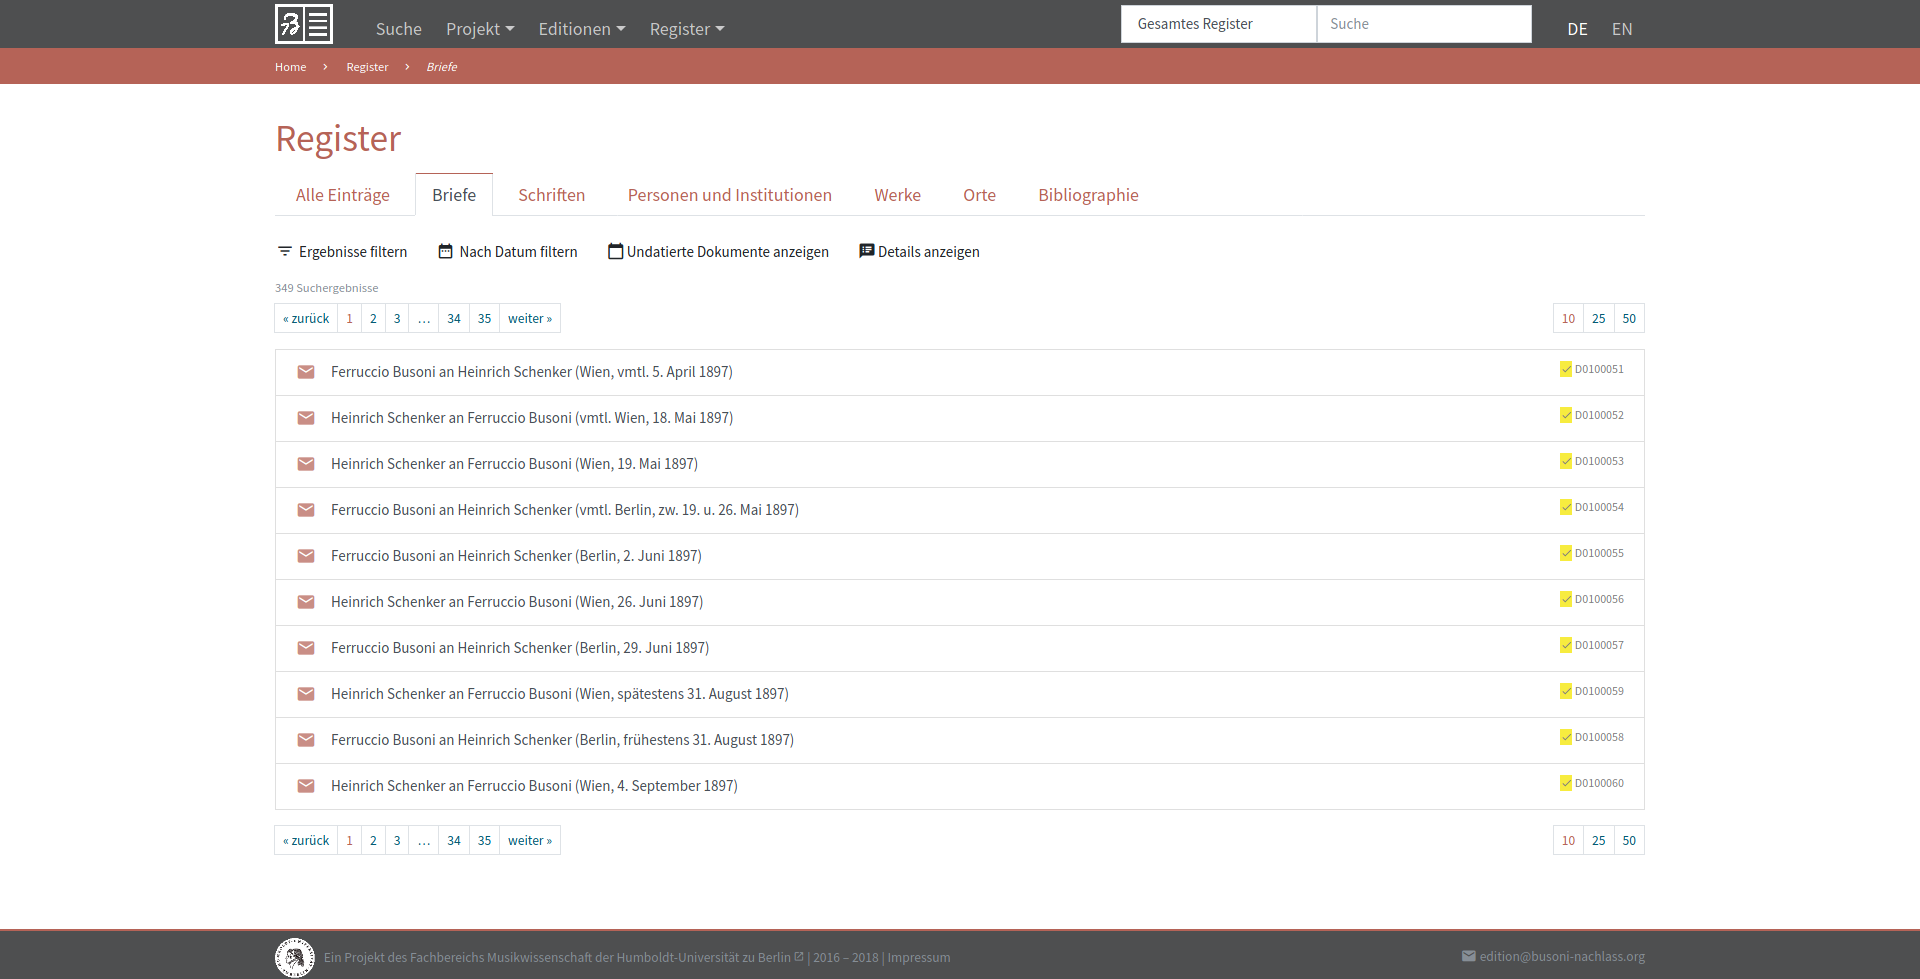 Suche Projekt Editionen Register Gesamtes Register Suche DE EN
Home › Register › Briefe
Register
Alle Einträge Briefe Schriften Personen und Institutionen Werke Orte Bibliographie
Ergebnisse filtern Nach Datum filtern Undatierte Dokumente anzeigen Details anzeigen
349 Suchergebnisse
« zurück 1 2 3 … 34 35 weiter » 10 25 50
Ferruccio Busoni an Heinrich Schenker (Wien, vmtl. 5. April 1897) D0100051
Heinrich Schenker an Ferruccio Busoni (vmtl. Wien, 18. Mai 1897) D0100052
Heinrich Schenker an Ferruccio Busoni (Wien, 19. Mai 1897) D0100053
Ferruccio Busoni an Heinrich Schenker (vmtl. Berlin, zw. 19. u. 26. Mai 1897) D0100054
Ferruccio Busoni an Heinrich Schenker (Berlin, 2. Juni 1897) D0100055
Heinrich Schenker an Ferruccio Busoni (Wien, 26. Juni 1897) D0100056
Ferruccio Busoni an Heinrich Schenker (Berlin, 29. Juni 1897) D0100057
Heinrich Schenker an Ferruccio Busoni (Wien, spätestens 31. August 1897) D0100059
Ferruccio Busoni an Heinrich Schenker (Berlin, frühestens 31. August 1897) D0100058
Heinrich Schenker an Ferruccio Busoni (Wien, 4. September 1897) D0100060
« zurück 1 2 3 … 34 35 weiter » 10 25 50
Ein Projekt des Fachbereichs Musikwissenschaft der Humboldt-Universität zu Berlin | 2016 – 2018 | Impressum edition@busoni-nachlass.org